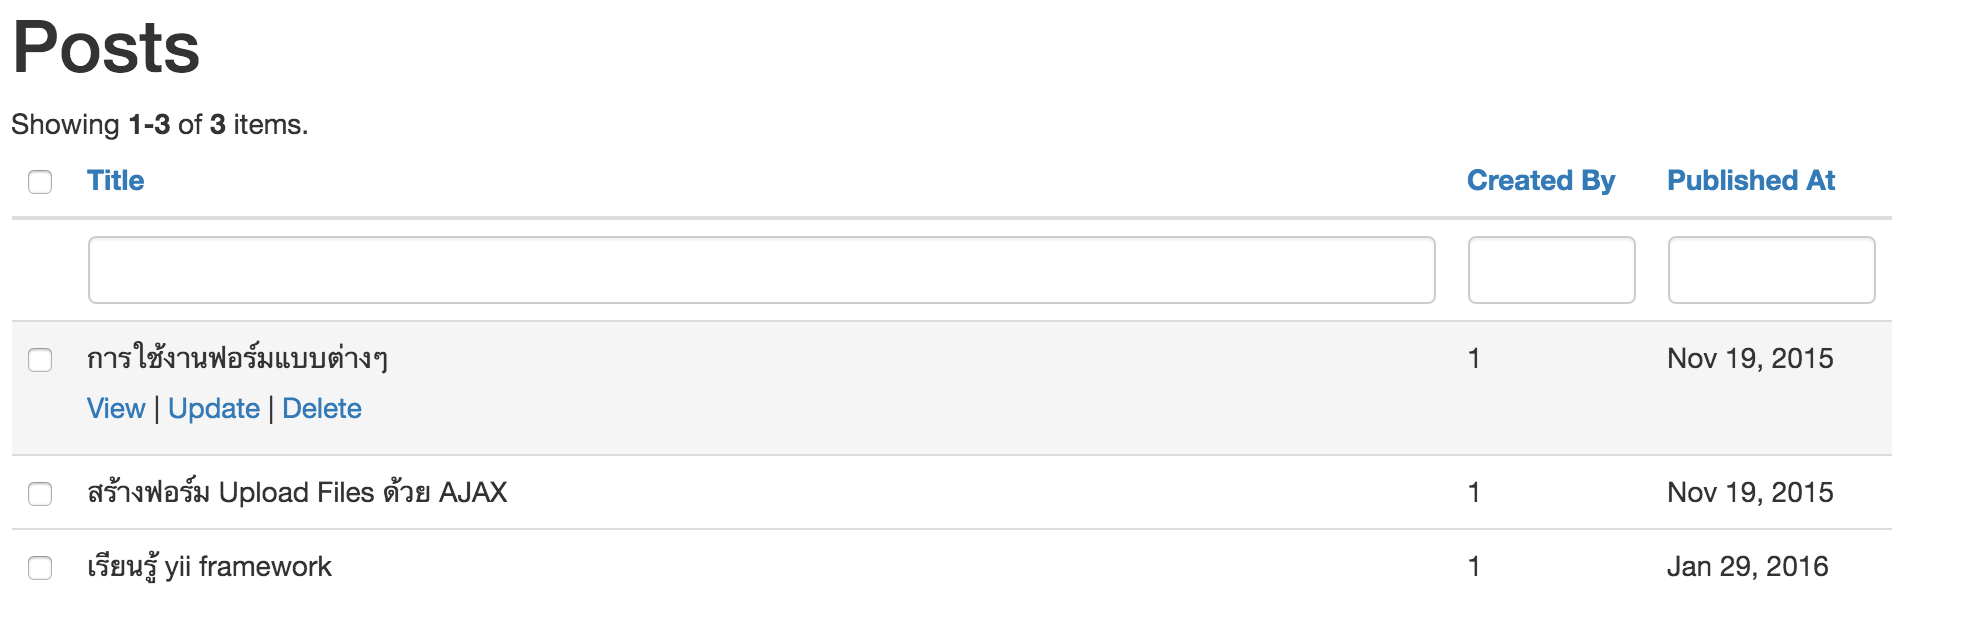 Posts
Showing 1-3 of 3 items.
Title Created By Published At
การใช้งานฟอร์มแบบต่างๆ 1 Nov 19, 2015
View | Update | Delete
สร้างฟอร์ม Upload Files ด้วย AJAX 1 Nov 19, 2015
เรียนรู้ yii framework 1 Jan 29, 2016